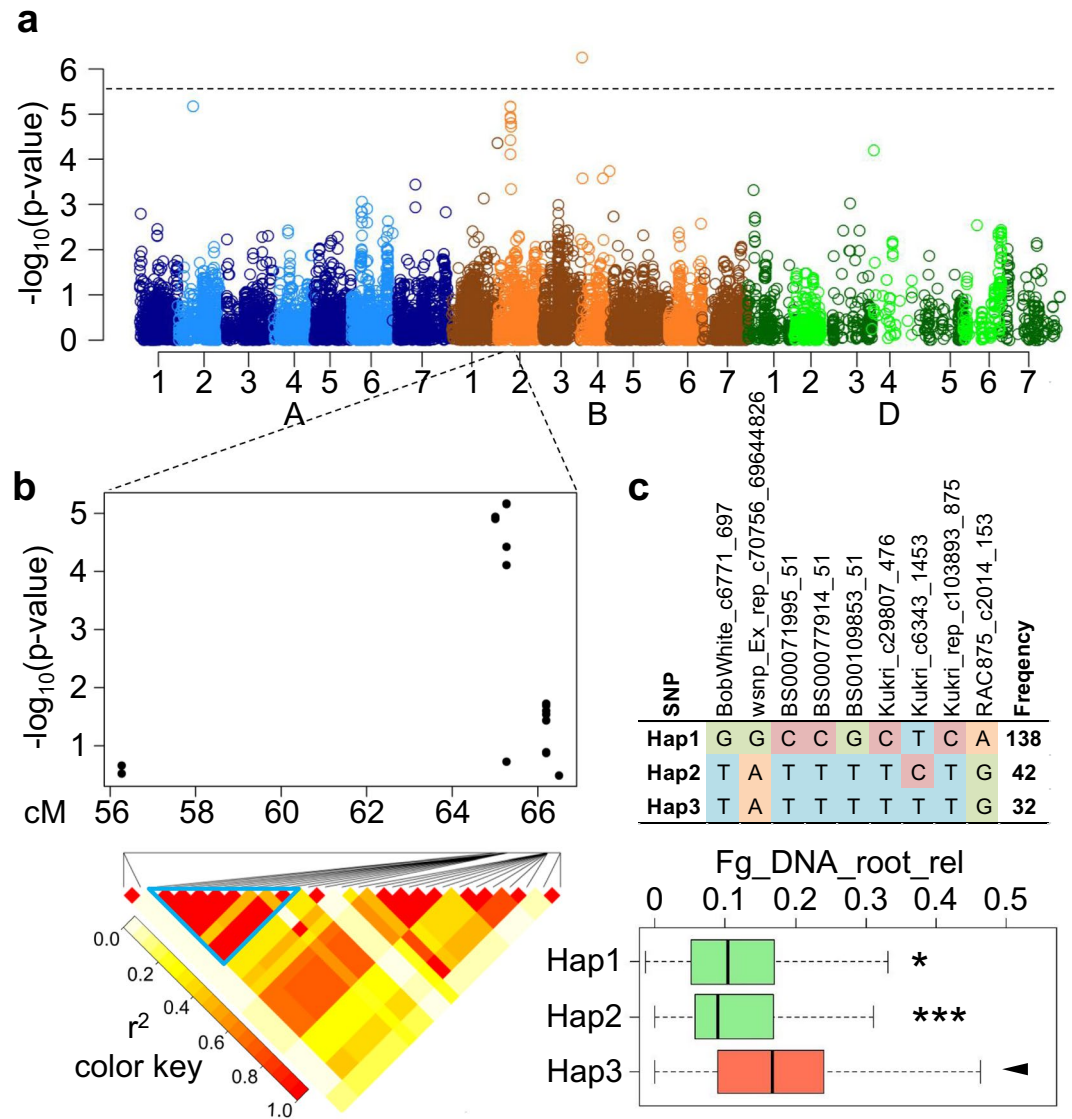 a
-log10(p-value)
6
5
4
3
2
1
0
1 2 3 4 5 6 7 1 2 3 4 5 6 7 1 2 3 4 5 6 7
A B D
b
-log10(p-value)
5
4
3
2
1
cM 56 58 60 62 64 66
0.0
0.2
0.4
0.6
0.8
1.0
r2
color key
c
SNP BobWhite_c6771_697 wsnp_Ex_rep_c70756_69644826 BS00071995_51 BS00077914_51 BS00109853_51 Kukri_c29807_476 Kukri_c6343_1453 Kukri_rep_c103893_875 RAC875_c2014_153 Freqency
Hap1 G G C C G C T C A 138
Hap2 T A T T T T C T G 42
Hap3 T A T T T T T T G 32
Fg_DNA_root_rel
0 0.1 0.2 0.3 0.4 0.5
Hap1 *
Hap2 ***
Hap3